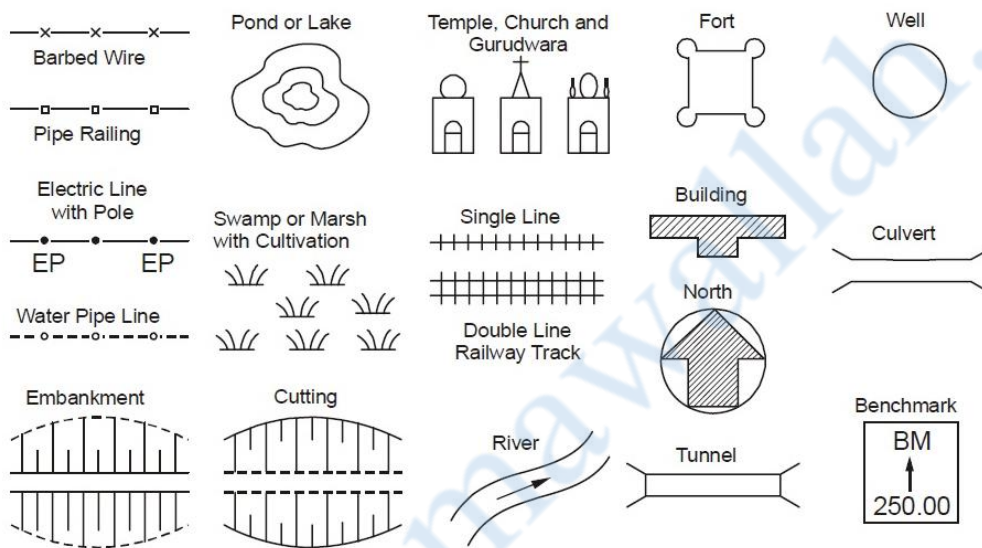 Barbed Wire
Pipe Railing
Pond or Lake
Temple, Church and
Gurudwara
Fort
Well
Electric Line
with Pole
EP EP
Water Pipe Line
Swamp or Marsh
with Cultivation
Single Line
Double Line
Railway Track
Building
North
Culvert
Embankment
Cutting
River
Tunnel
Benchmark
BM
250.00